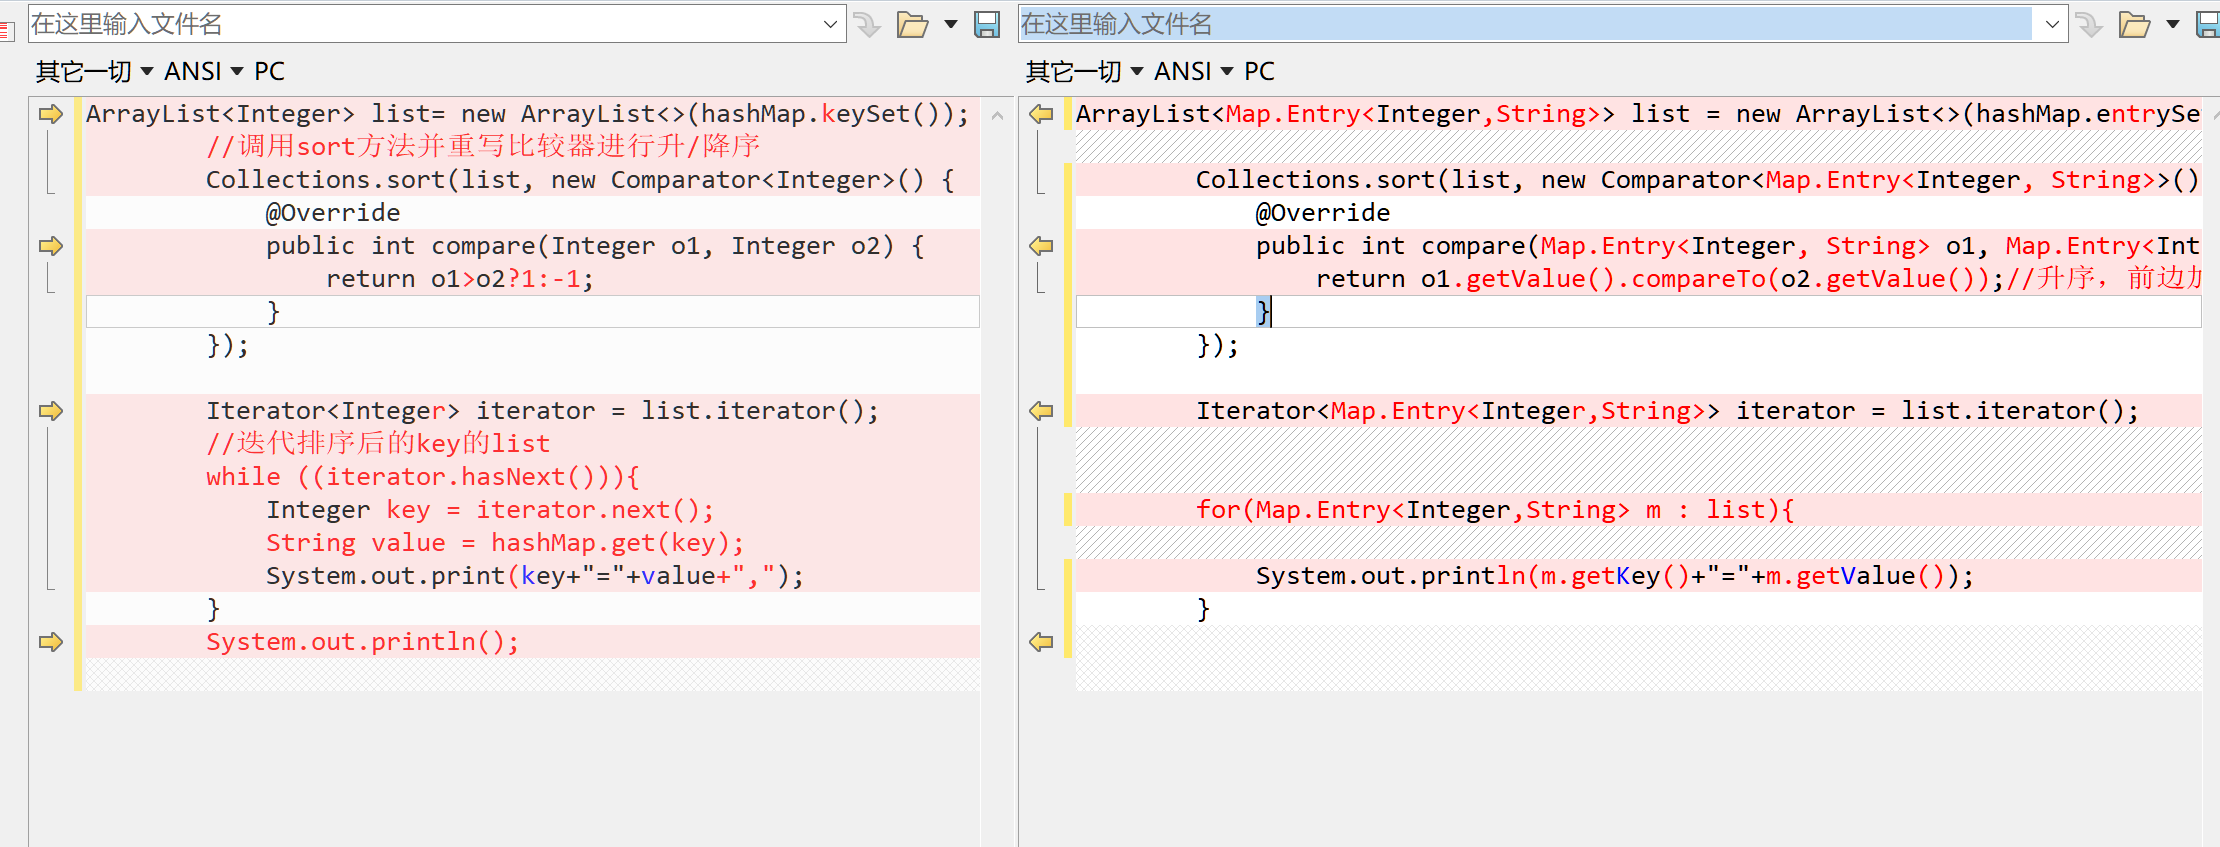 在这里输入文件名
其它一切 ANSI PC
ArrayList<Integer> list= new ArrayList<>(hashMap.keySet());
//调用sort方法并重写比较器进行升/降序
Collections.sort(list, new Comparator<Integer>() {
@Override
public int compare(Integer o1, Integer o2) {
return o1>o2?1:-1;
}
});
Iterator<Integer> iterator = list.iterator();
//迭代排序后的key的list
while ((iterator.hasNext())){
Integer key = iterator.next();
String value = hashMap.get(key);
System.out.print(key+"="+value+",");
}
System.out.println();
在这里输入文件名
其它一切 ANSI PC
ArrayList<Map.Entry<Integer,String>> list = new ArrayList<>(hashMap.entrySe
Collections.sort(list, new Comparator<Map.Entry<Integer, String>>()
@Override
public int compare(Map.Entry<Integer, String> o1, Map.Entry<Int
return o1.getValue().compareTo(o2.getValue());//升序，前边加
}
});
Iterator<Map.Entry<Integer,String>> iterator = list.iterator();
for(Map.Entry<Integer,String> m : list){
System.out.println(m.getKey()+"="+m.getValue());
}